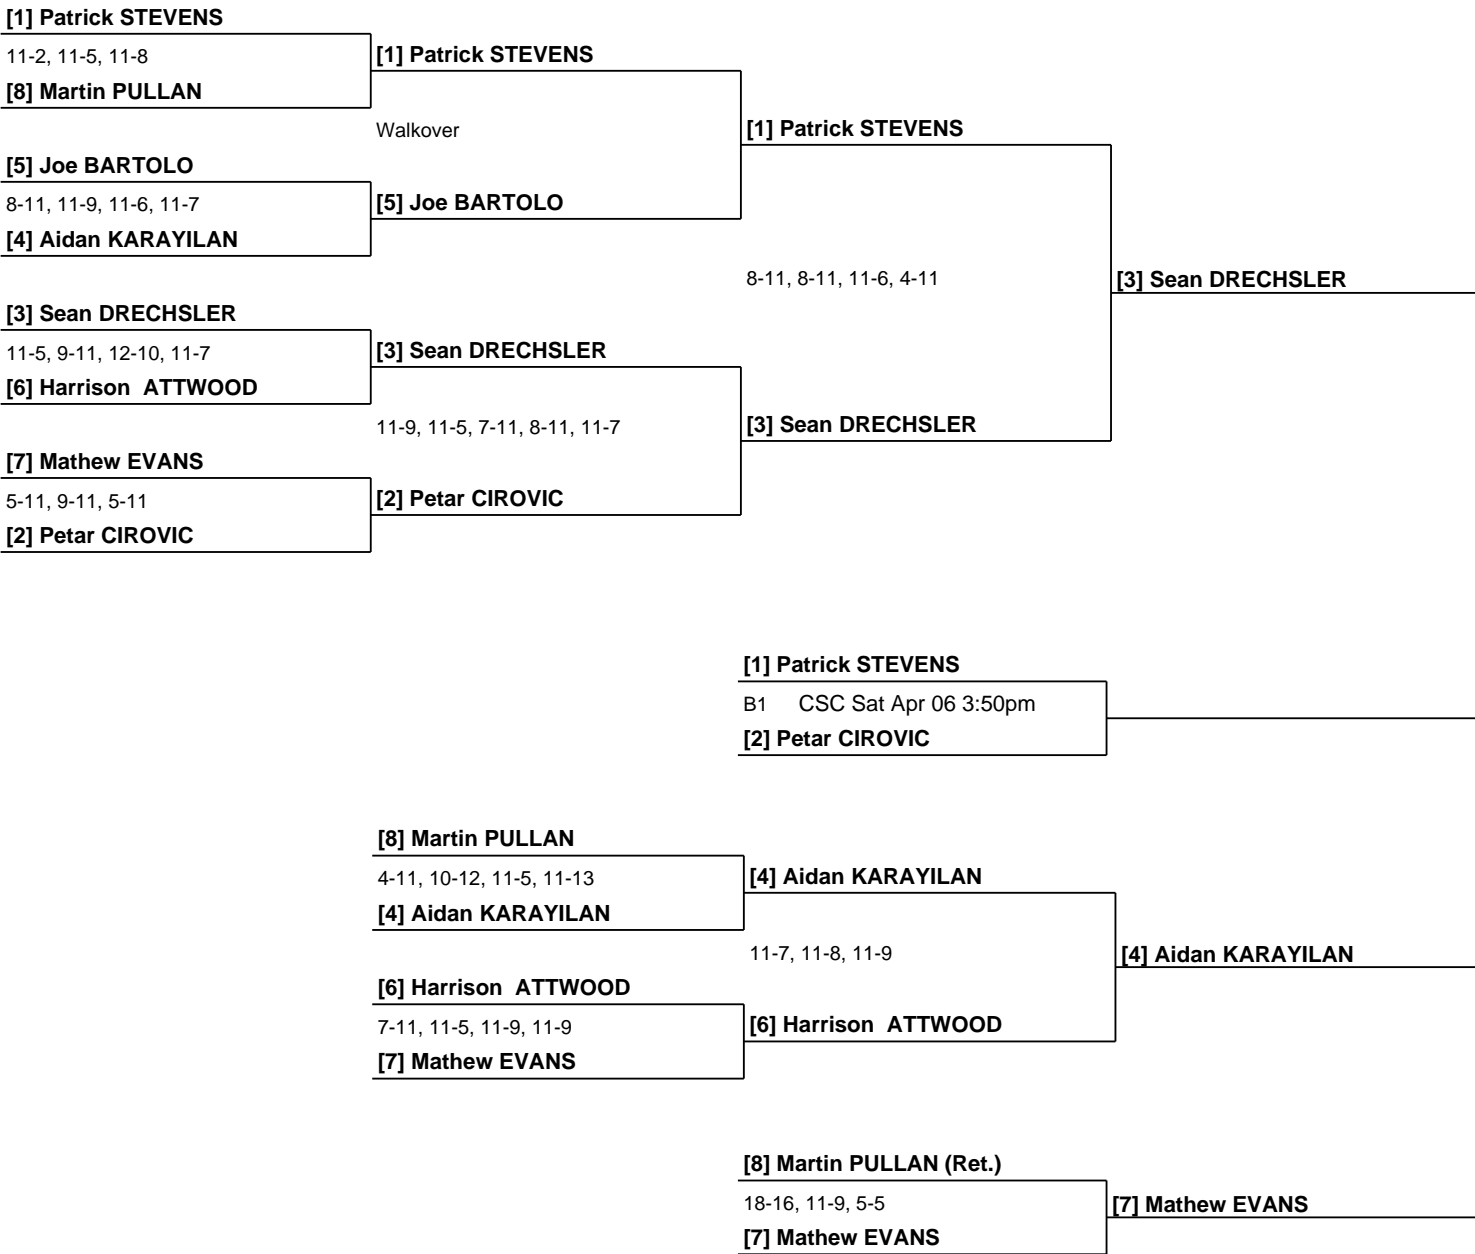 [1] Patrick STEVENS
11-2, 11-5, 11-8
[1] Patrick STEVENS
[8] Martin PULLAN
Walkover
[1] Patrick STEVENS
[5] Joe BARTOLO
8-11, 11-9, 11-6, 11-7
[5] Joe BARTOLO
[4] Aidan KARAYILAN
8-11, 8-11, 11-6, 4-11
[3] Sean DRECHSLER
[3] Sean DRECHSLER
11-5, 9-11, 12-10, 11-7
[3] Sean DRECHSLER
[6] Harrison  ATTWOOD
11-9, 11-5, 7-11, 8-11, 11-7
[3] Sean DRECHSLER
[7] Mathew EVANS
5-11, 9-11, 5-11
[2] Petar CIROVIC
[2] Petar CIROVIC
[1] Patrick STEVENS
B1 CSC Sat Apr 06 3:50pm
[2] Petar CIROVIC
[8] Martin PULLAN
4-11, 10-12, 11-5, 11-13
[4] Aidan KARAYILAN
[4] Aidan KARAYILAN
11-7, 11-8, 11-9
[4] Aidan KARAYILAN
[6] Harrison  ATTWOOD
7-11, 11-5, 11-9, 11-9
[6] Harrison  ATTWOOD
[7] Mathew EVANS
[8] Martin PULLAN (Ret.)
18-16, 11-9, 5-5
[7] Mathew EVANS
[7] Mathew EVANS